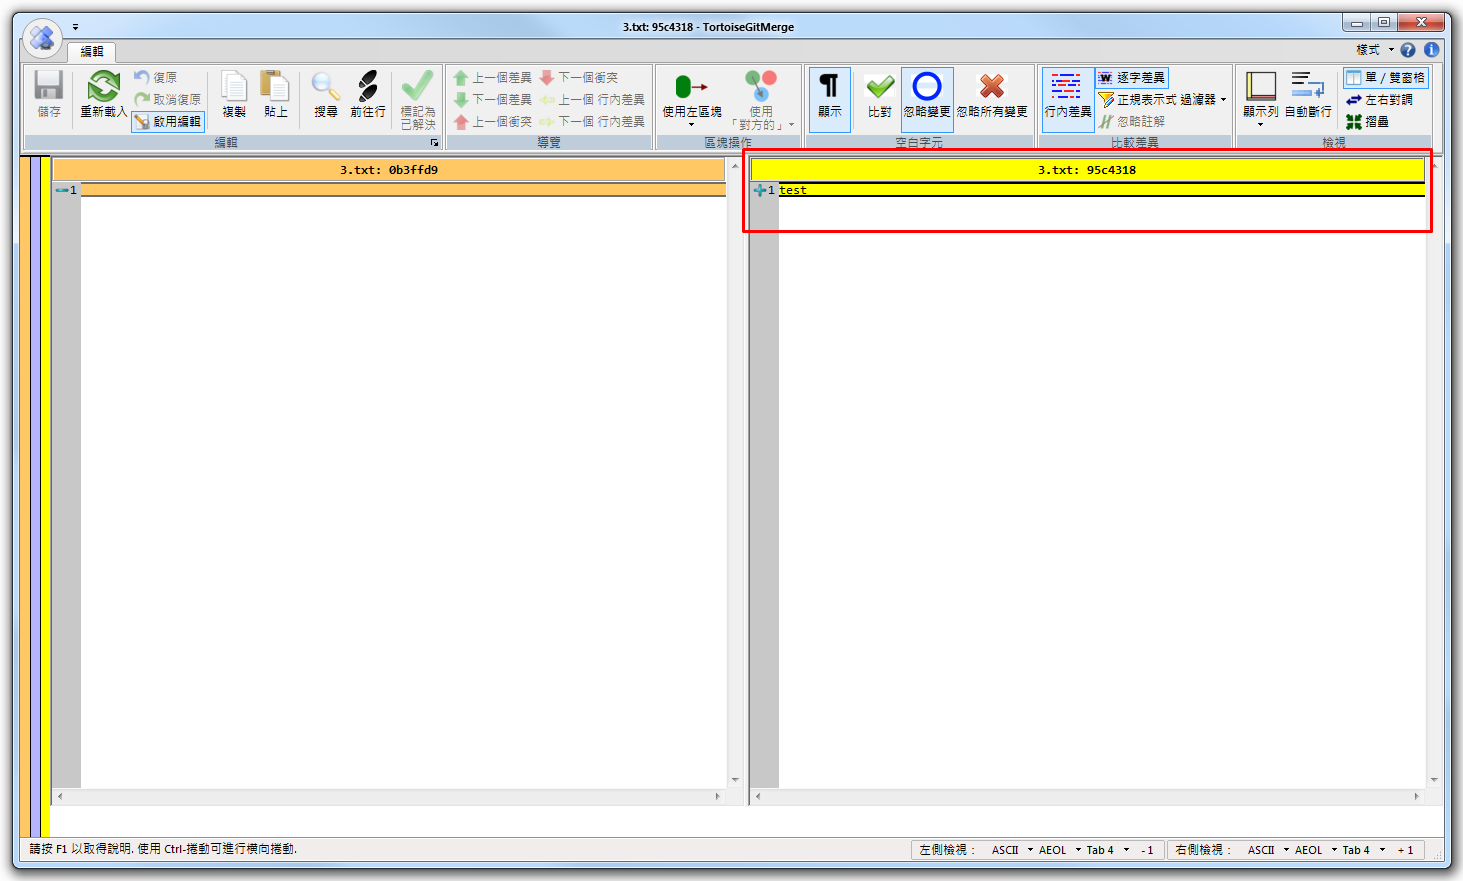 3.txt: 95c4318 - TortoiseGitMerge
編輯
樣式
儲存
重新載入
復原
取消復原
啟用編輯
複製
貼上
搜尋
前往行
標記為
已解決
編輯
上一個差異
下一個差異
上一個衝突
下一個衝突
上一個 行內差異
下一個 行內差異
導覽
使用左區塊
使用
「對方的」
區塊操作
顯示
比對
忽略變更
忽略所有變更
空白字元
行內差異
逐字差異
正規表示式 過濾器
忽略註解
比較差異
顯示列
自動斷行
單 / 雙窗格
左右對調
摺疊
檢視
3.txt: 0b3ffd9
1
3.txt: 95c4318
1 test
請按 F1 以取得說明. 使用 Ctrl-捲動可進行橫向捲動.
左側檢視： ASCII AEOL Tab 4 - 1
右側檢視： ASCII AEOL Tab 4 + 1